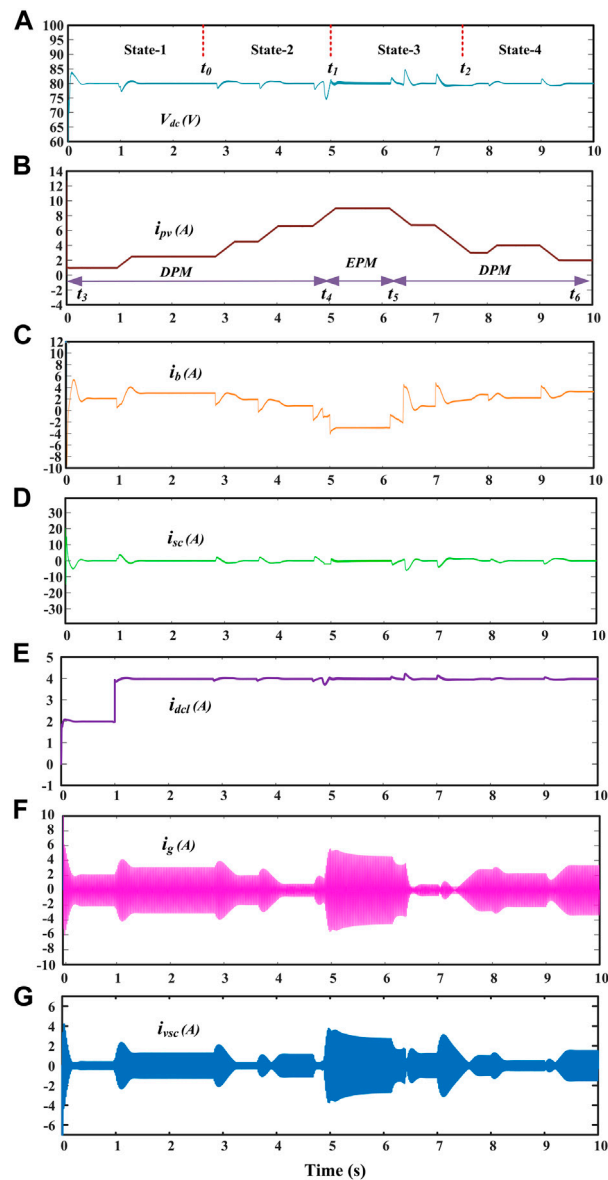 A
100
95
90
85
80
75
70
65
60
State-1
State-2
State-3
State-4
t0
t1
t2
Vdc (V)
0 1 2 3 4 5 6 7 8 9 10
B
14
12
10
8
6
4
2
0
-2
-4
ipv (A)
DPM
EPM
DPM
t3
t4
t5
t6
0 1 2 3 4 5 6 7 8 9 10
C
12
10
8
6
4
2
0
-2
-4
-6
-8
-10
ib (A)
0 1 2 3 4 5 6 7 8 9 10
D
30
20
10
0
-10
-20
-30
isc (A)
0 1 2 3 4 5 6 7 8 9 10
E
5
4
3
2
1
0
-1
idcl (A)
0 1 2 3 4 5 6 7 8 9 10
F
10
8
6
4
2
0
-2
-4
-6
-8
-10
ig (A)
0 1 2 3 4 5 6 7 8 9 10
G
6
4
2
0
-2
-4
-6
ivsc (A)
0 1 2 3 4 5 6 7 8 9 10
Time (s)